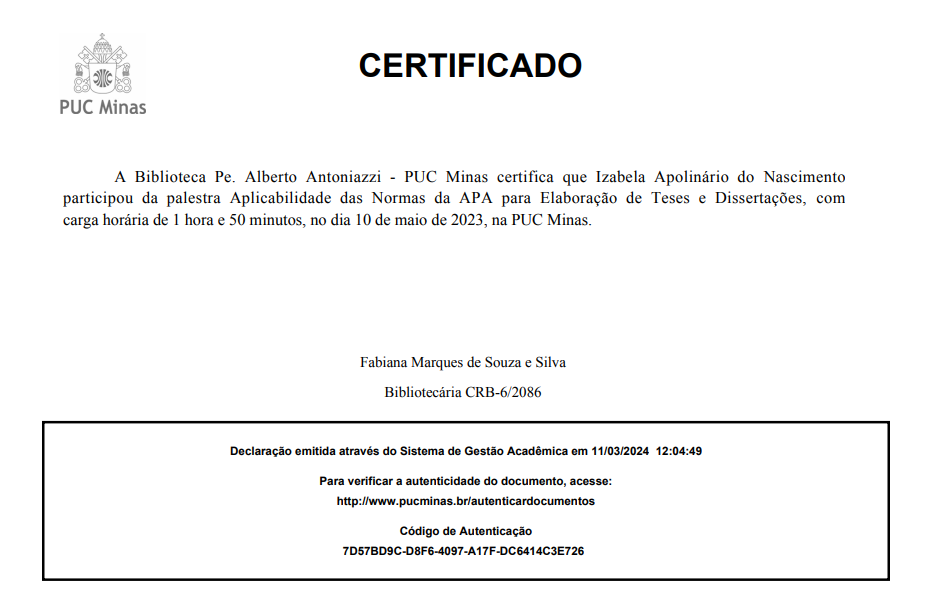 PUC Minas
CERTIFICADO
A Biblioteca Pe. Alberto Antoniazzi - PUC Minas certifica que Izabela Apolinário do Nascimento
participou da palestra Aplicabilidade das Normas da APA para Elaboração de Teses e Dissertações, com
carga horária de 1 hora e 50 minutos, no dia 10 de maio de 2023, na PUC Minas.
Fabiana Marques de Souza e Silva
Bibliotecária CRB-6/2086
Declaração emitida através do Sistema de Gestão Acadêmica em 11/03/2024 12:04:49
Para verificar a autenticidade do documento, acesse:
http://www.pucminas.br/autenticardocumentos
Código de Autenticação
7D57BD9C-D8F6-4097-A17F-DC6414C3E726